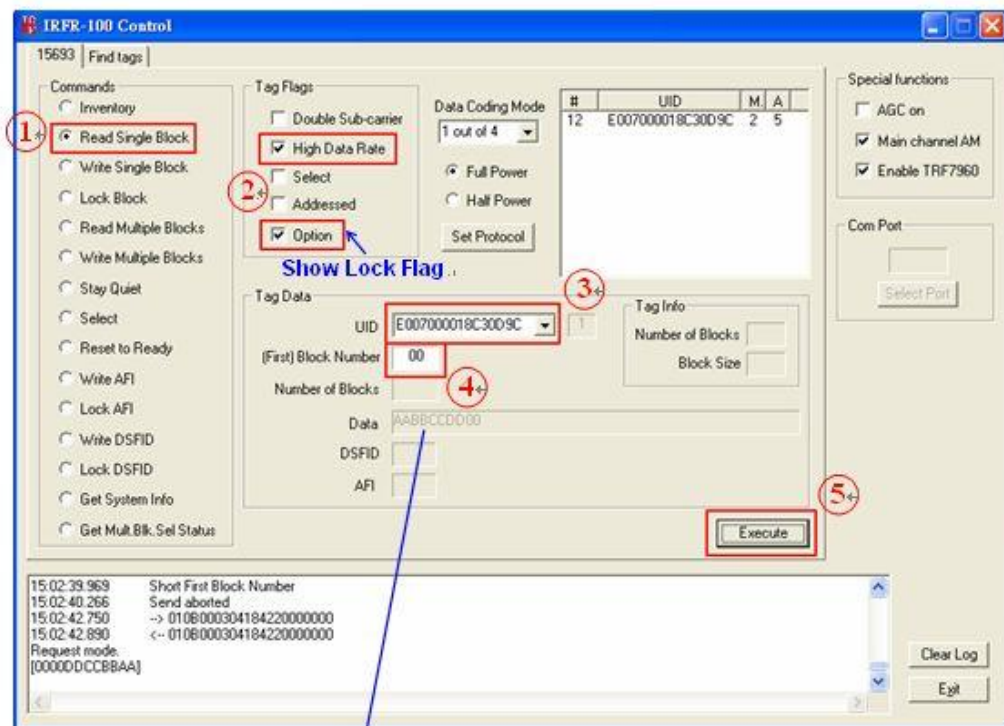 IRFR-100 Control
15693 Find tags
Commands
Inventory
1
Read Single Block
Write Single Block
Lock Block
Read Multiple Blocks
Write Multiple Blocks
Stay Quiet
Select
Reset to Ready
Write AFI
Lock AFI
Write DSFID
Lock DSFID
Get System Info
Get Mult.Blk.Sel Status
Tag Flags
Double Sub-carrier
High Data Rate
2
Select
Addressed
Option
Show Lock Flag
Data Coding Mode
1 out of 4
Full Power
Half Power
Set Protocol
# UID M. A
12 E007000018C30D9C 2 5
Special functions
AGC on
Main channel AM
Enable TRF7960
Com Port
Select Port
Tag Data
3
UID E007000018C30D9C 1
(First) Block Number 00
4
Number of Blocks
Data AABBCCDD00
DSFID
AFI
Tag Info
Number of Blocks
Block Size
5
Execute
15:02:39.969 Short First Block Number
15:02:40.266 Send aborted
15:02:42.750 --> 010B000304184220000000
15:02:42.890 <-- 010B000304184220000000
Request mode.
[0000DDCCBBAA]
Clear Log
Exit